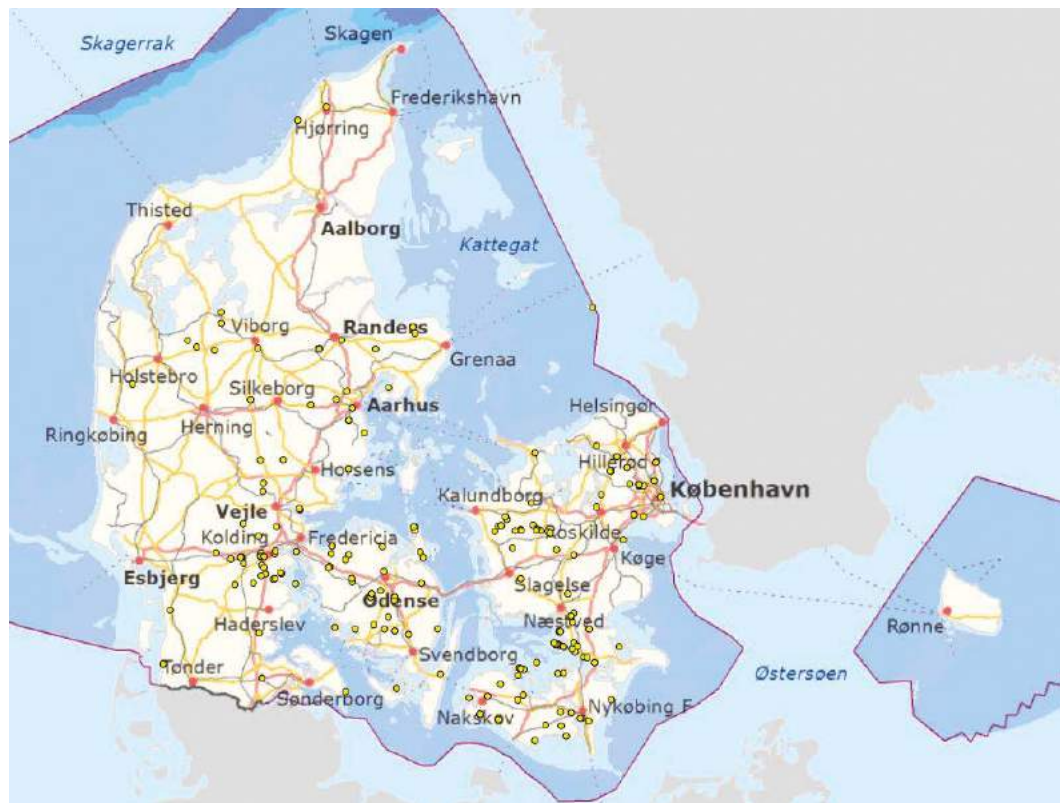 Skagen
Skagerrak
Frederikshavn
Hjørring
Thisted
Aalborg
Kattegat
Viborg
Randers
Grenaa
Holstebro
Silkeborg
Aarhus
Herning
Helsingør
Ringkøbing
Hillerød
Horsens
København
Kalundborg
Vejle
Roskilde
Kolding
Fredericia
Køge
Esbjerg
Slagelse
Odense
Haderslev
Næstved
Rønne
Svendborg
Tønder
Østersøen
Sønderborg
Nakskov
Nykøbing F